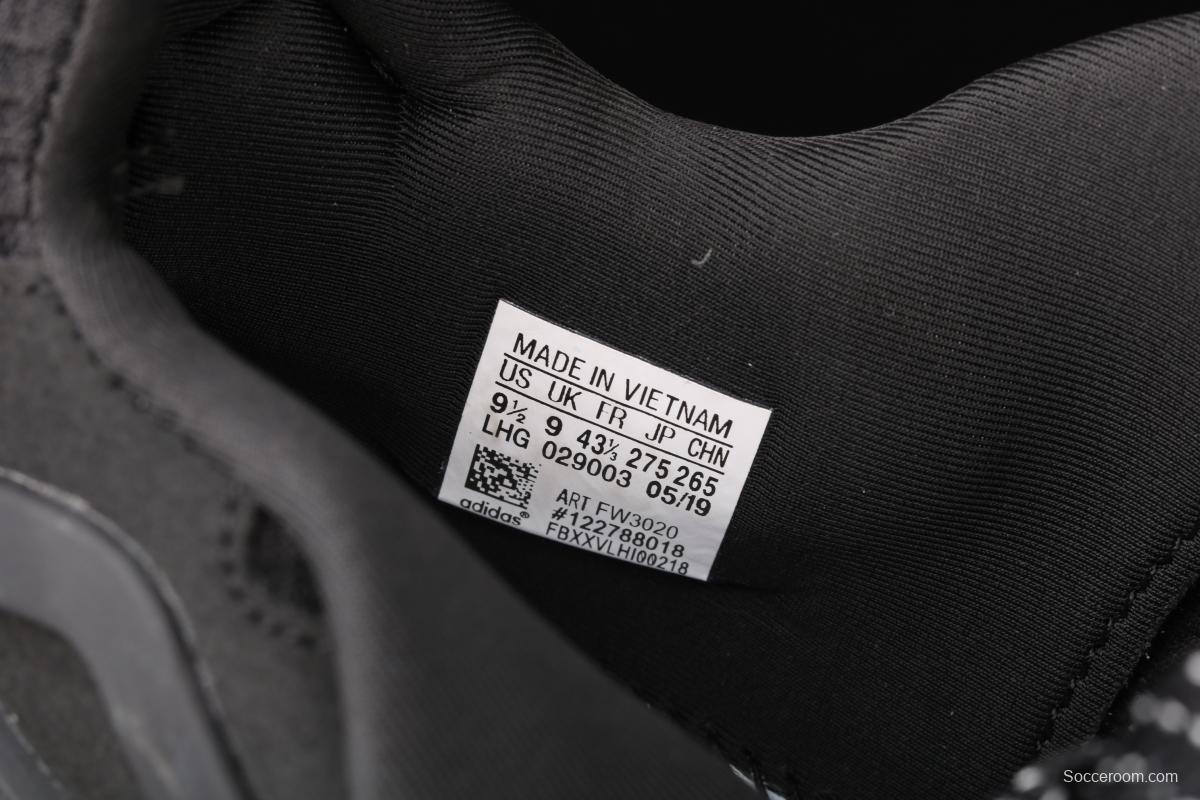 MADE IN VIETNAM
US UK FR JP CHN
9½ 9 43⅓ 275 265
LHG 029003 05/19
ART FW3020
#122788018
FBXXVLHI00218
adidas®
Socceroom.com